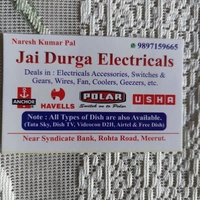 Naresh Kumar Pal
9897159665
Jai Durga Electricals
Deals in : Electricals Accessories, Switches &
Gears, Wires, Fan, Coolers, Geezers, etc.
ANCHOR
HAVELLS
POLAR
Switch on to Polar
USHA
Note : All Types of Dish are also Available.
(Tata Sky, Dish TV, Videocon D2H, Airtel & Free Dish)
Near Syndicate Bank, Rohta Road, Meerut.